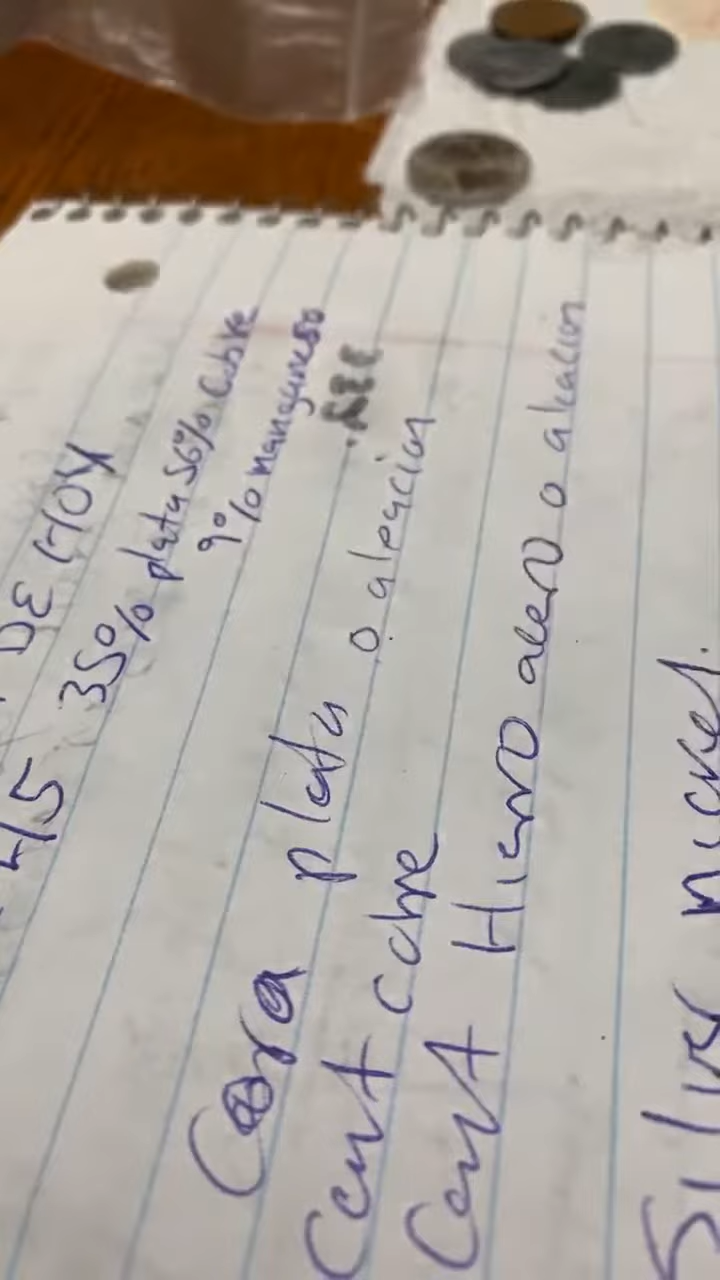 DE HOY
45 35% plata 56% Cobre
9% manganeso
Cora plata o aleacion
Cent cobre
Cent Hierro acero o aleacion
Silver nickel.